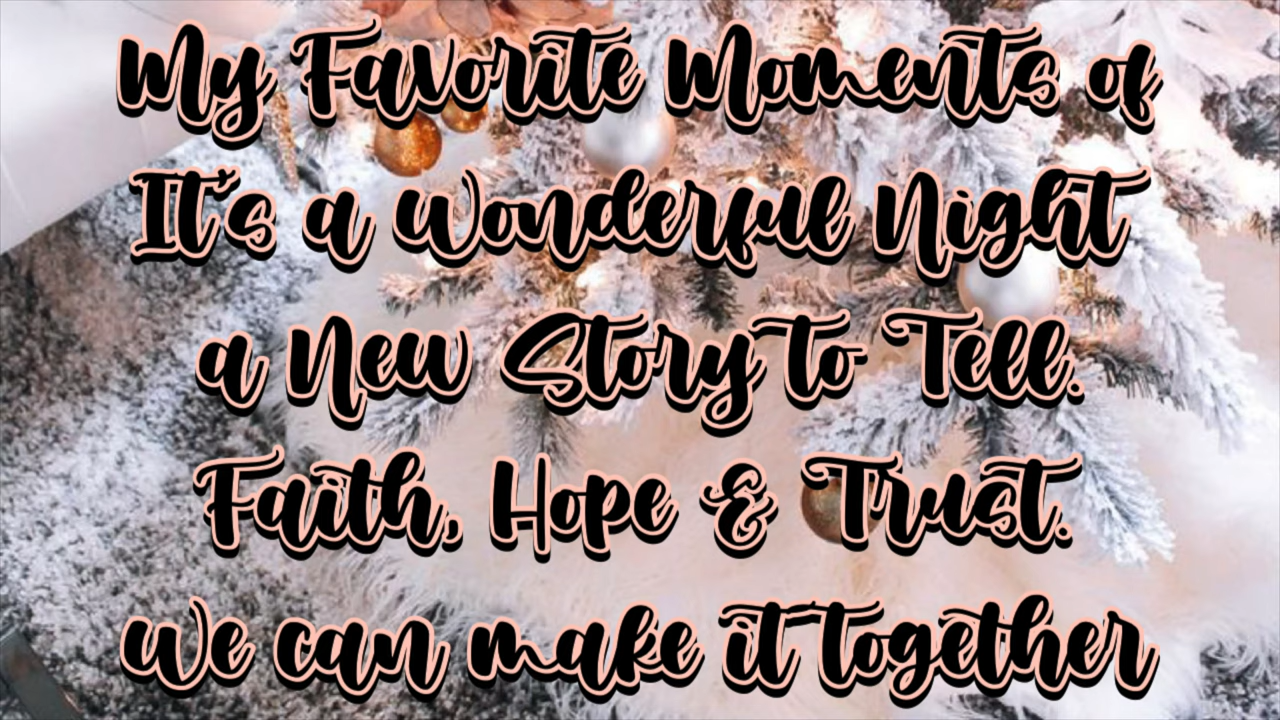 My Favorite Moments of
It's a Wonderful Night
a New Story to Tell.
Faith, Hope & Trust.
We can make it together